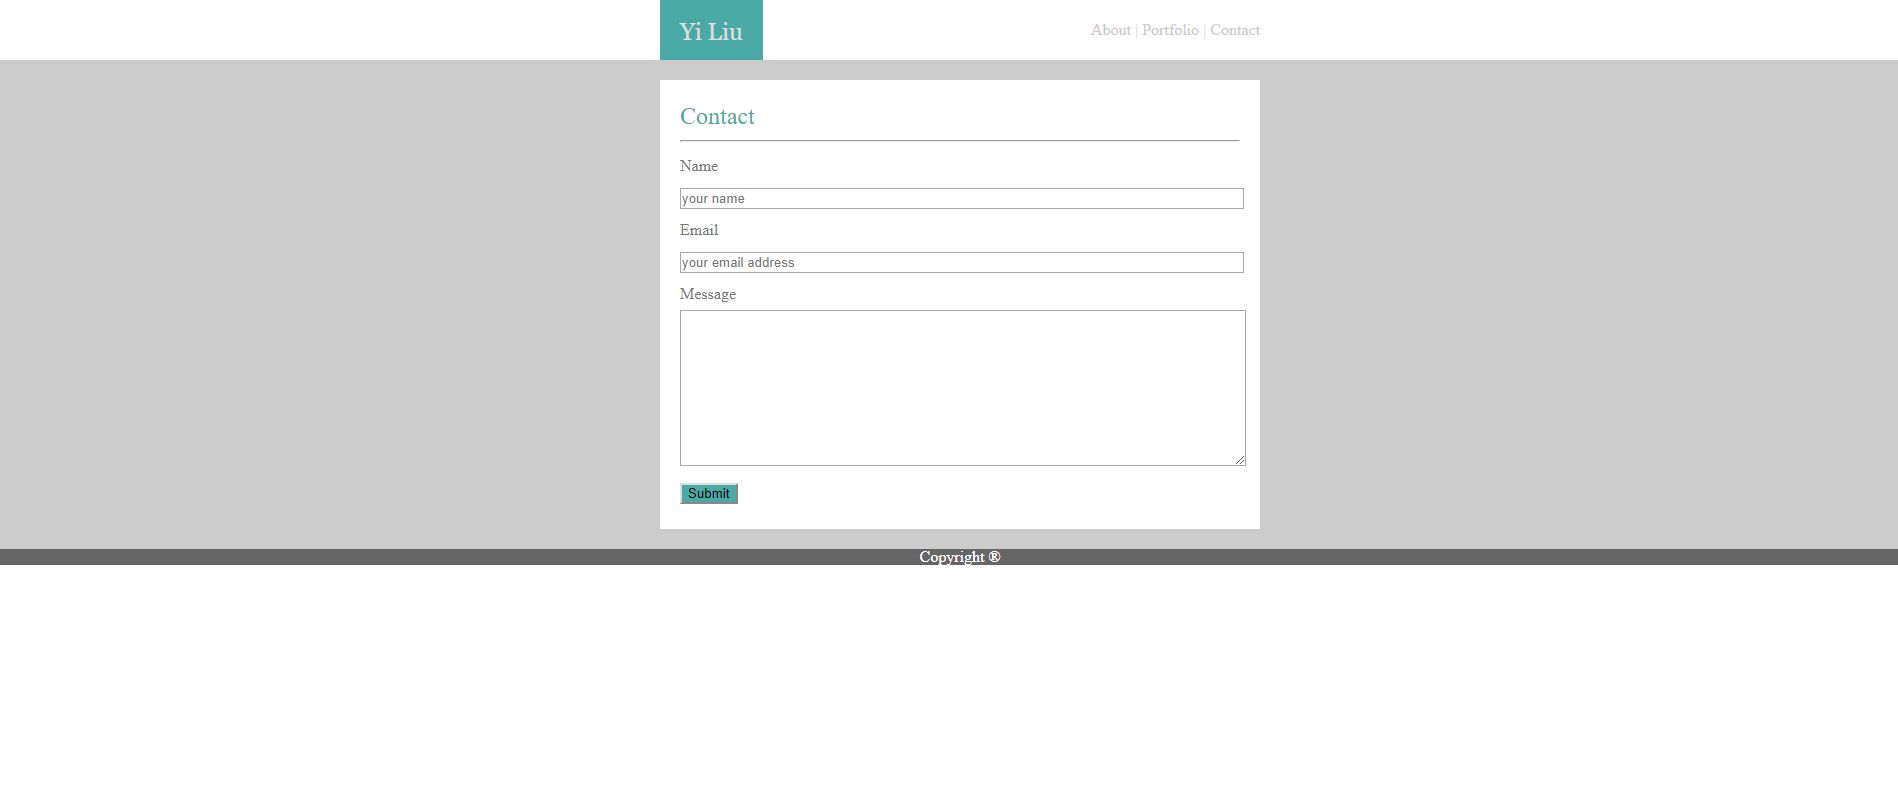 Yi Liu
About | Portfolio | Contact
Contact
Name
your name
Email
your email address
Message
Submit
Copyright ®